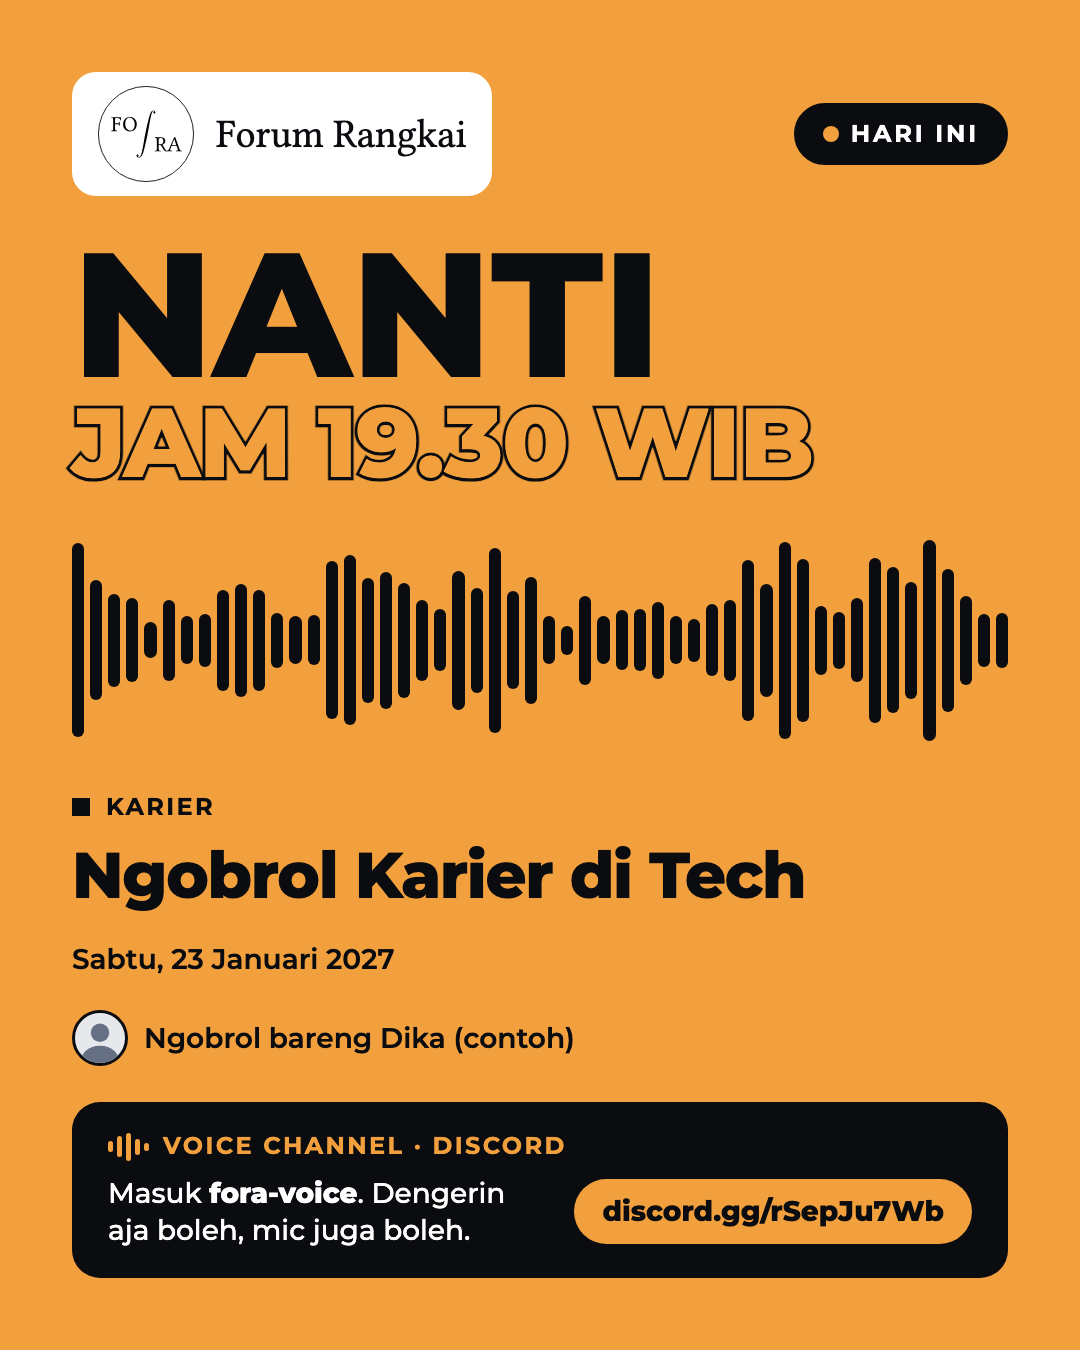 FO
RA
Forum Rangkai
HARI INI
NANTI
JAM 19.30 WIB
KARIER
Ngobrol Karier di Tech
Sabtu, 23 Januari 2027
Ngobrol bareng Dika (contoh)
VOICE CHANNEL · DISCORD
Masuk fora-voice. Dengerin
aja boleh, mic juga boleh.
discord.gg/rSepJu7Wb